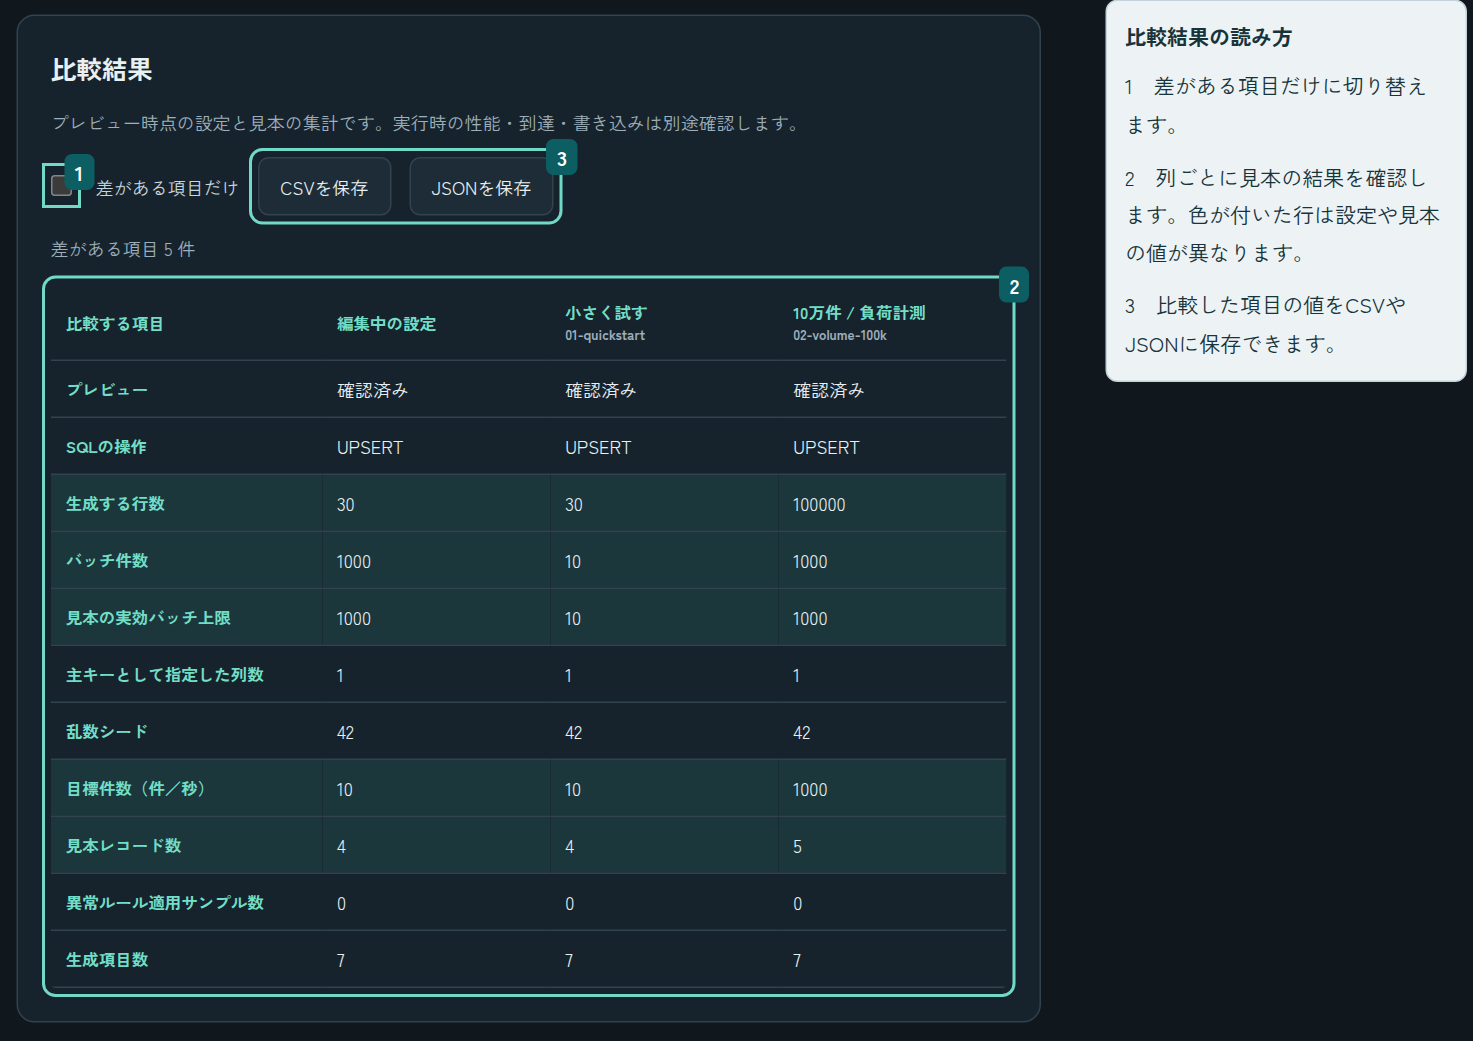 比較結果
プレビュー時点の設定と見本の集計です。実行時の性能・到達・書き込みは別途確認します。
1 差がある項目だけ CSVを保存 JSONを保存 3
差がある項目 5 件
2
比較する項目 編集中の設定 小さく試す 10万件 / 負荷計測
01-quickstart 02-volume-100k
プレビュー 確認済み 確認済み 確認済み
SQLの操作 UPSERT UPSERT UPSERT
生成する行数 30 30 100000
バッチ件数 1000 10 1000
見本の実効バッチ上限 1000 10 1000
主キーとして指定した列数 1 1 1
乱数シード 42 42 42
目標件数（件／秒） 10 10 1000
見本レコード数 4 4 5
異常ルール適用サンプル数 0 0 0
生成項目数 7 7 7
比較結果の読み方
1　差がある項目だけに切り替え
ます。
2　列ごとに見本の結果を確認し
ます。色が付いた行は設定や見本
の値が異なります。
3　比較した項目の値をCSVや
JSONに保存できます。